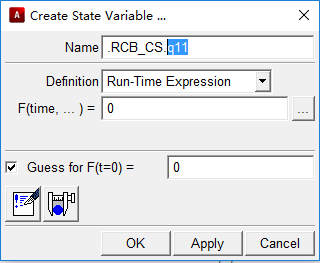 Create State Variable ...
Name .RCB_CS.q11
Definition Run-Time Expression
F(time, ... ) = 0 ...
Guess for F(t=0) = 0
OK Apply Cancel